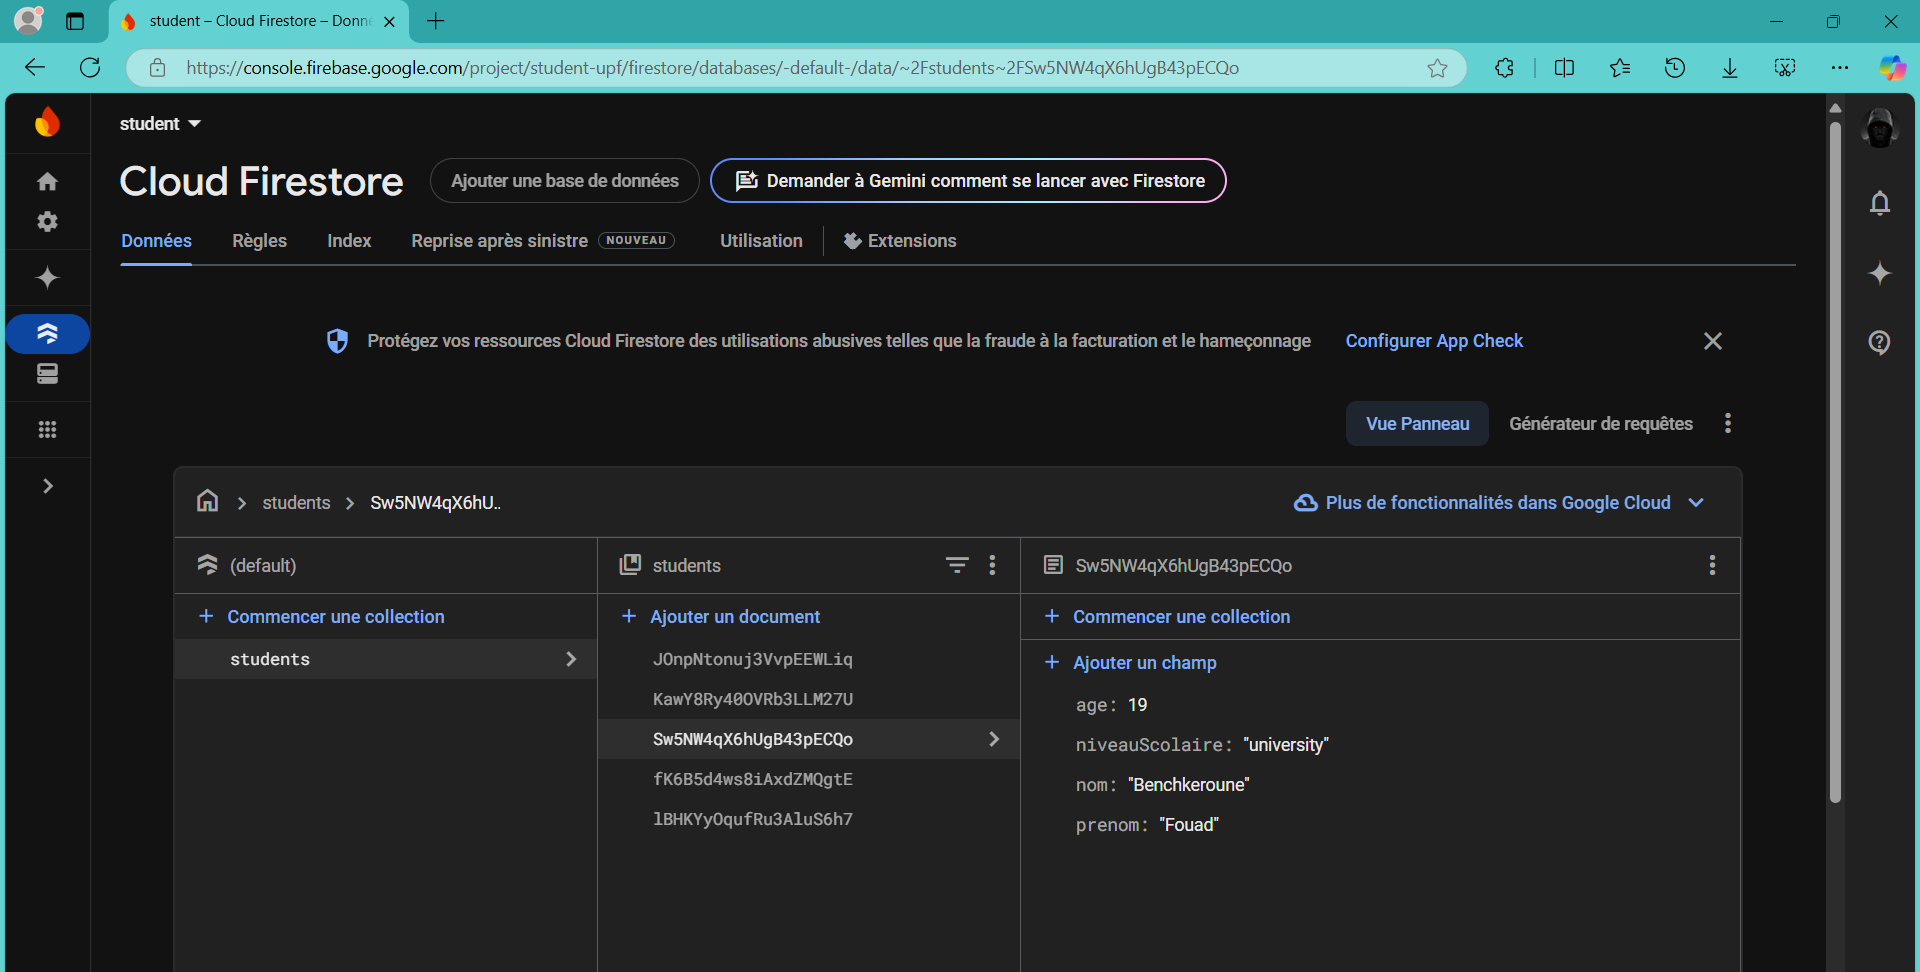 student – Cloud Firestore – Donn
https://console.firebase.google.com/project/student-upf/firestore/databases/-default-/data/~2Fstudents~2FSw5NW4qX6hUgB43pECQo
student
Cloud Firestore
Ajouter une base de données
Demander à Gemini comment se lancer avec Firestore
Données
Règles
Index
Reprise après sinistre NOUVEAU
Utilisation
Extensions
Protégez vos ressources Cloud Firestore des utilisations abusives telles que la fraude à la facturation et le hameçonnage
Configurer App Check
Vue Panneau
Générateur de requêtes
students
Sw5NW4qX6hU..
Plus de fonctionnalités dans Google Cloud
(default)
students
Sw5NW4qX6hUgB43pECQo
+ Commencer une collection
+ Ajouter un document
+ Commencer une collection
students
JOnpNtonuj3VvpEEWLiq
KawY8Ry40OVRb3LLM27U
Sw5NW4qX6hUgB43pECQo
fK6B5d4ws8iAxdZMQgtE
lBHKYyOqufRu3AluS6h7
+ Ajouter un champ
age: 19
niveauScolaire: "university"
nom: "Benchkeroune"
prenom: "Fouad"